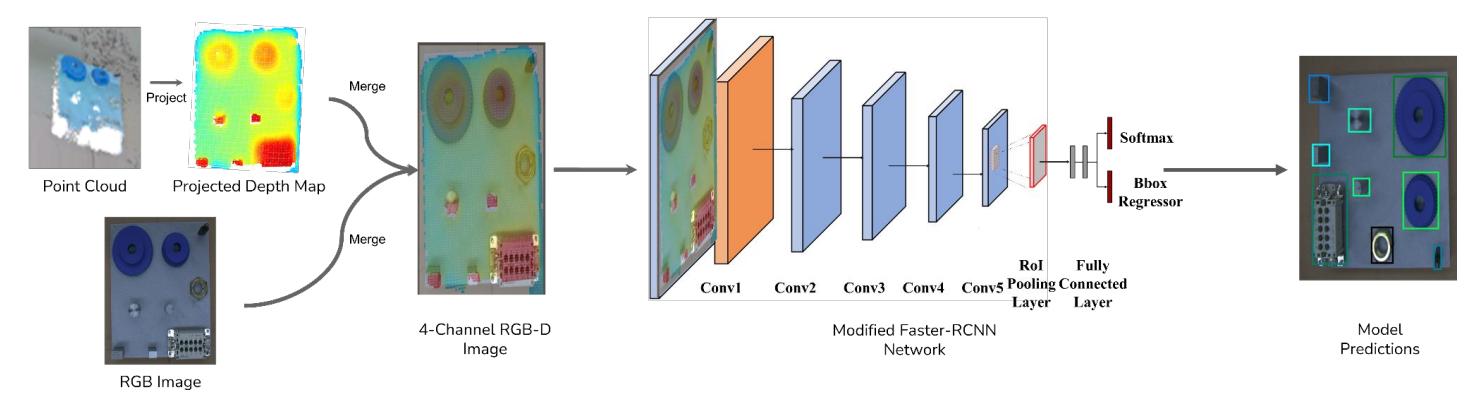 Project
Merge
Point Cloud
Projected Depth Map
Merge
RGB Image
4-Channel RGB-D
Image
Conv1
Conv2
Conv3
Conv4
Conv5
RoI
Pooling
Layer
Fully
Connected
Layer
Softmax
Bbox
Regressor
Modified Faster-RCNN
Network
Model
Predictions